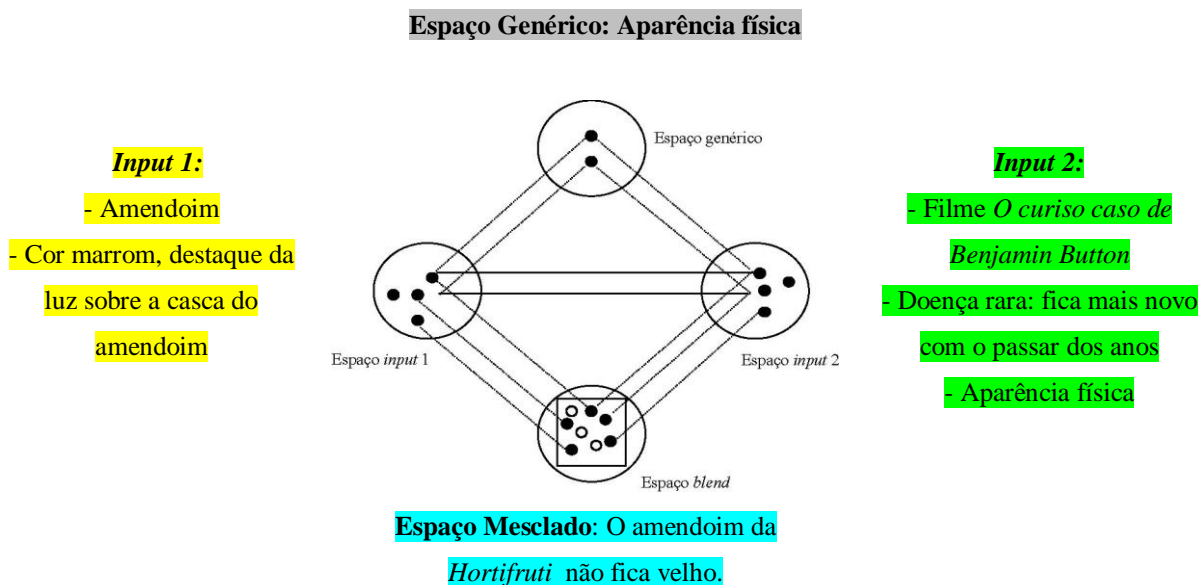 Espaço Genérico: Aparência física
Espaço genérico
Input 1:
- Amendoim
- Cor marrom, destaque da
luz sobre a casca do
amendoim
Input 2:
- Filme O curiso caso de
Benjamin Button
- Doença rara: fica mais novo
com o passar dos anos
- Aparência física
Espaço input 1
Espaço input 2
Espaço blend
Espaço Mesclado: O amendoim da
Hortifruti não fica velho.